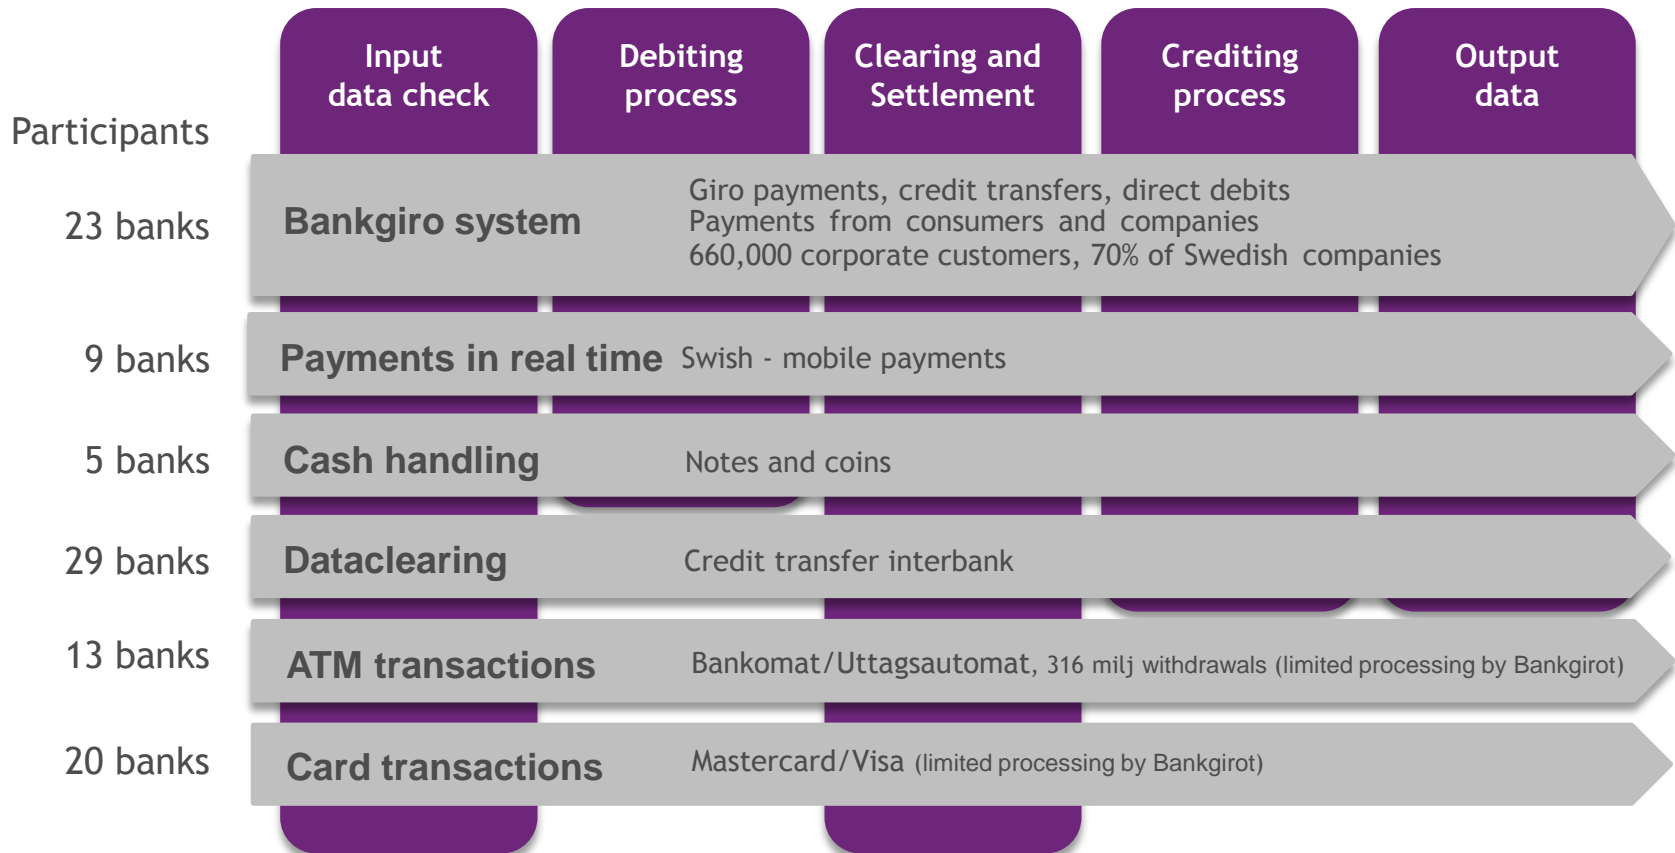 Input
data check
Debiting
process
Clearing and
Settlement
Crediting
process
Output
data
Participants
23 banks
Bankgiro system
Giro payments, credit transfers, direct debits
Payments from consumers and companies
660,000 corporate customers, 70% of Swedish companies
9 banks
Payments in real time
Swish - mobile payments
5 banks
Cash handling
Notes and coins
29 banks
Dataclearing
Credit transfer interbank
13 banks
ATM transactions
Bankomat/Uttagsautomat, 316 milj withdrawals (limited processing by Bankgirot)
20 banks
Card transactions
Mastercard/Visa (limited processing by Bankgirot)